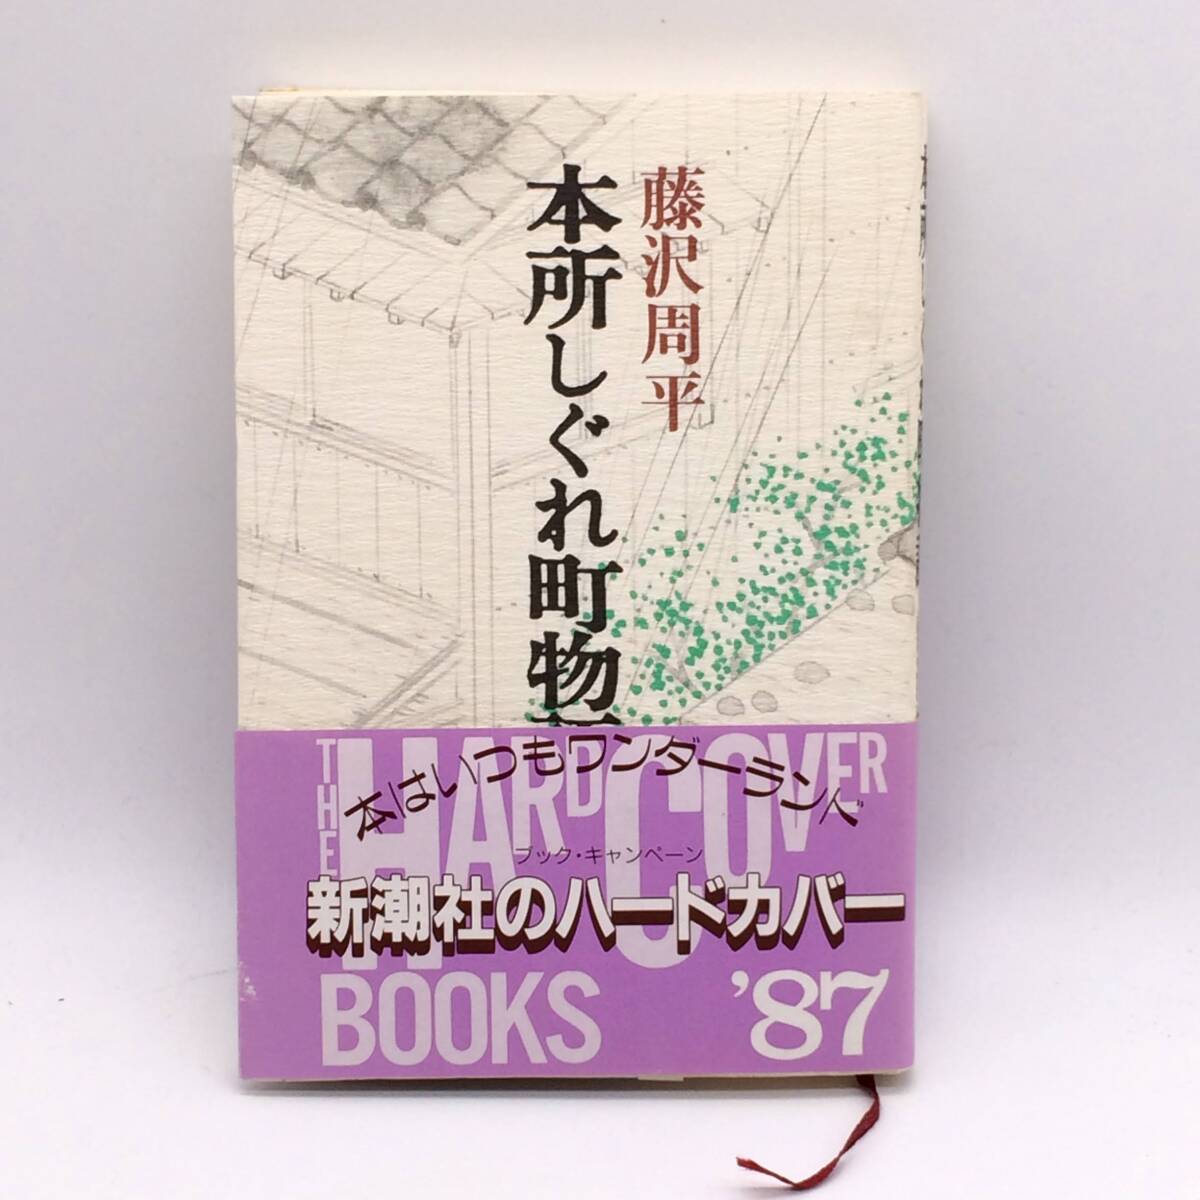 藤沢周平
本所しぐれ町物
本はいつもワンダーランド
THE HARD COVER BOOKS
ブック・キャンペーン
新潮社のハードカバー
'87